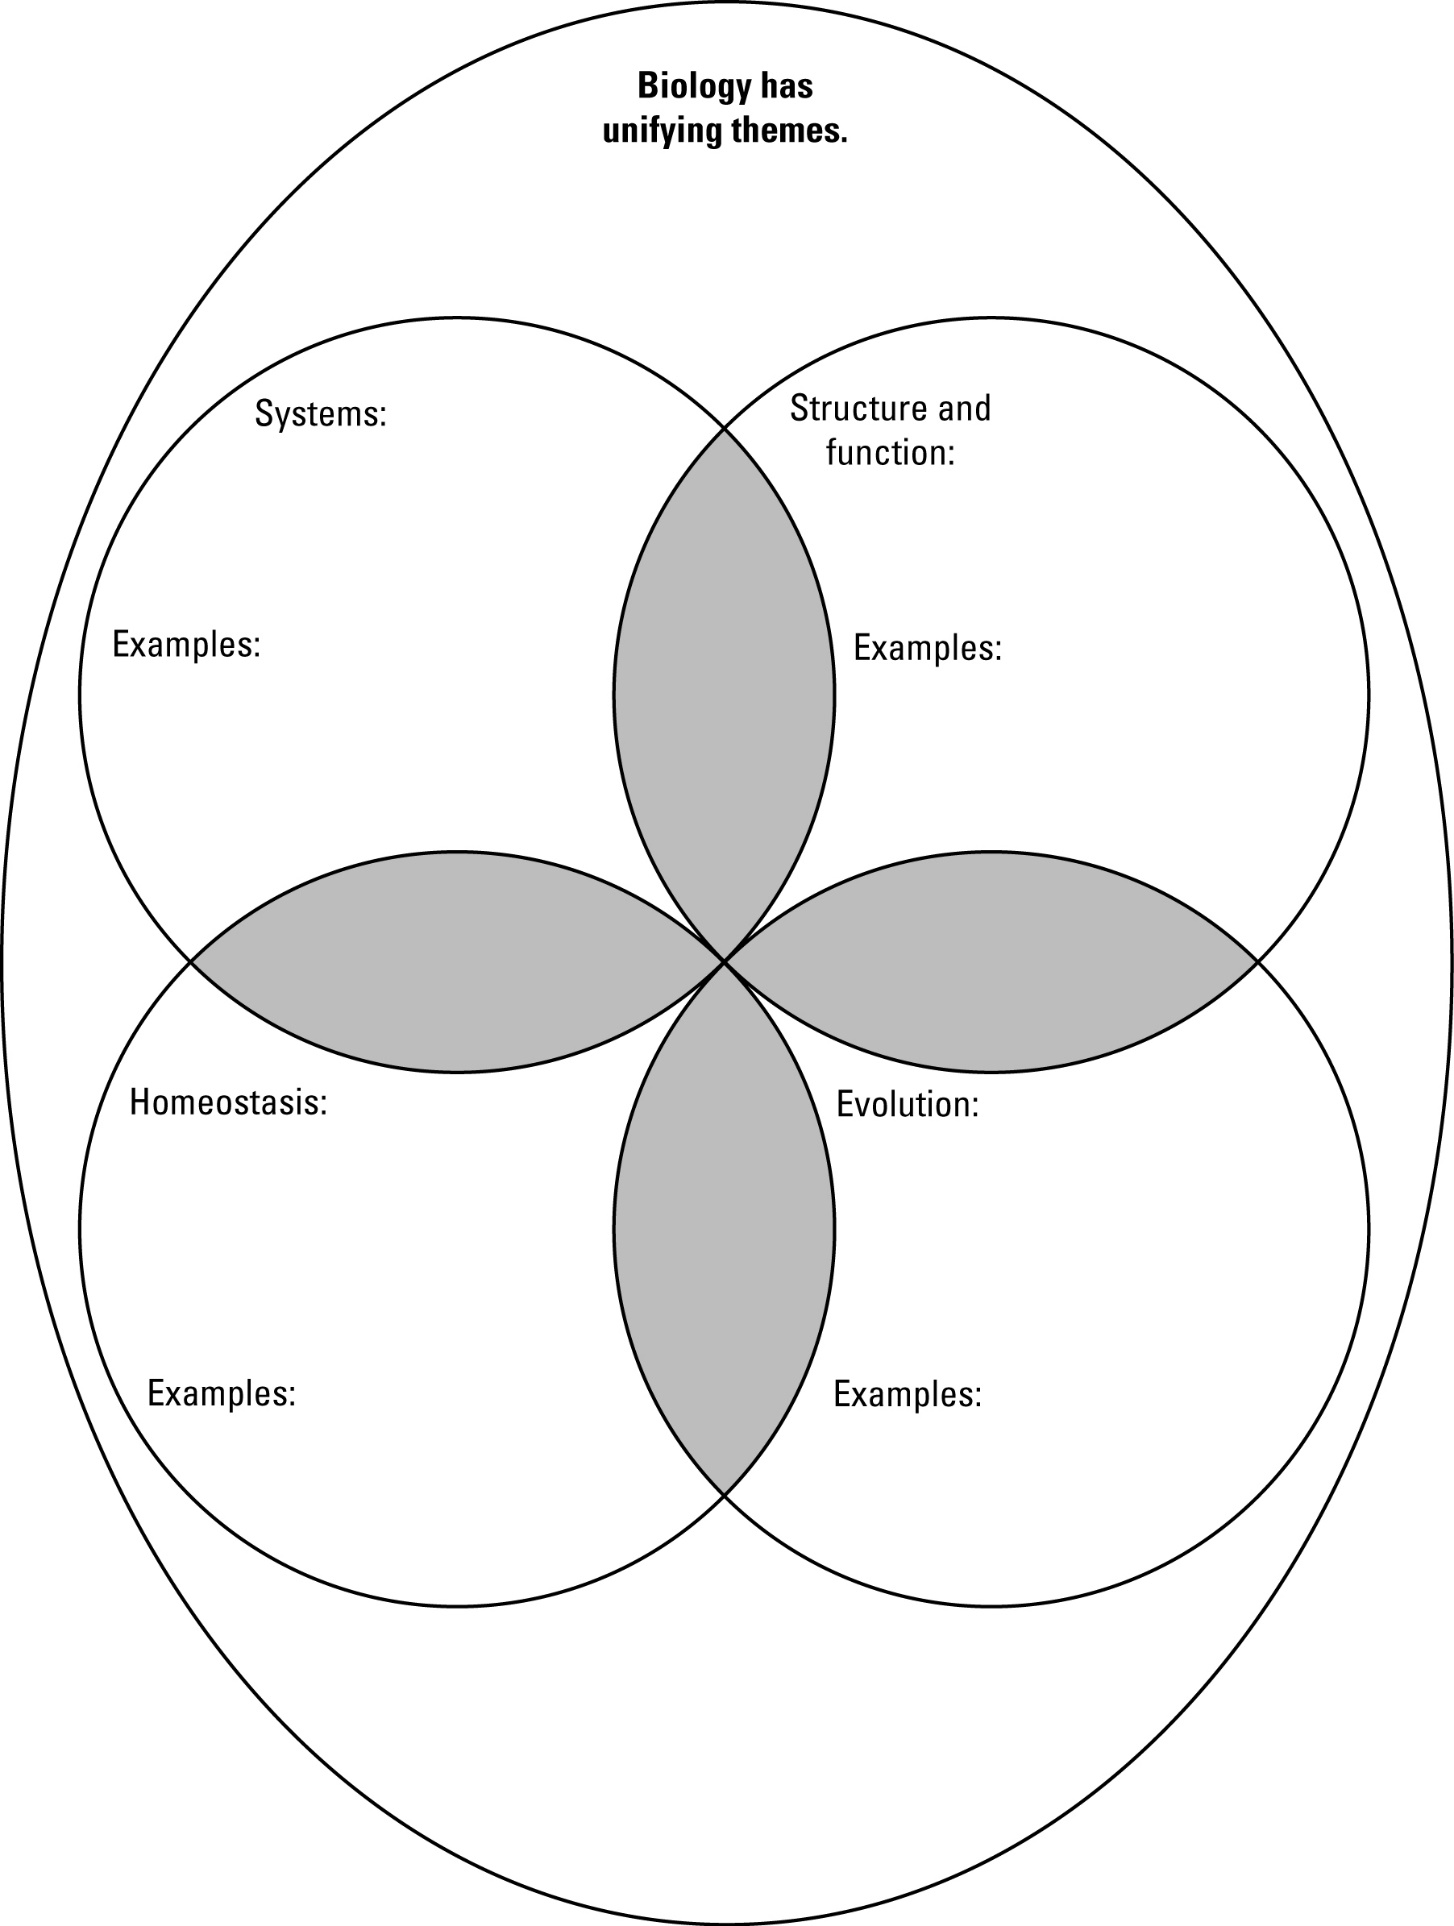 Biology has
unifying themes.
Systems:
Structure and
function:
Examples:
Examples:
Homeostasis:
Evolution:
Examples:
Examples: